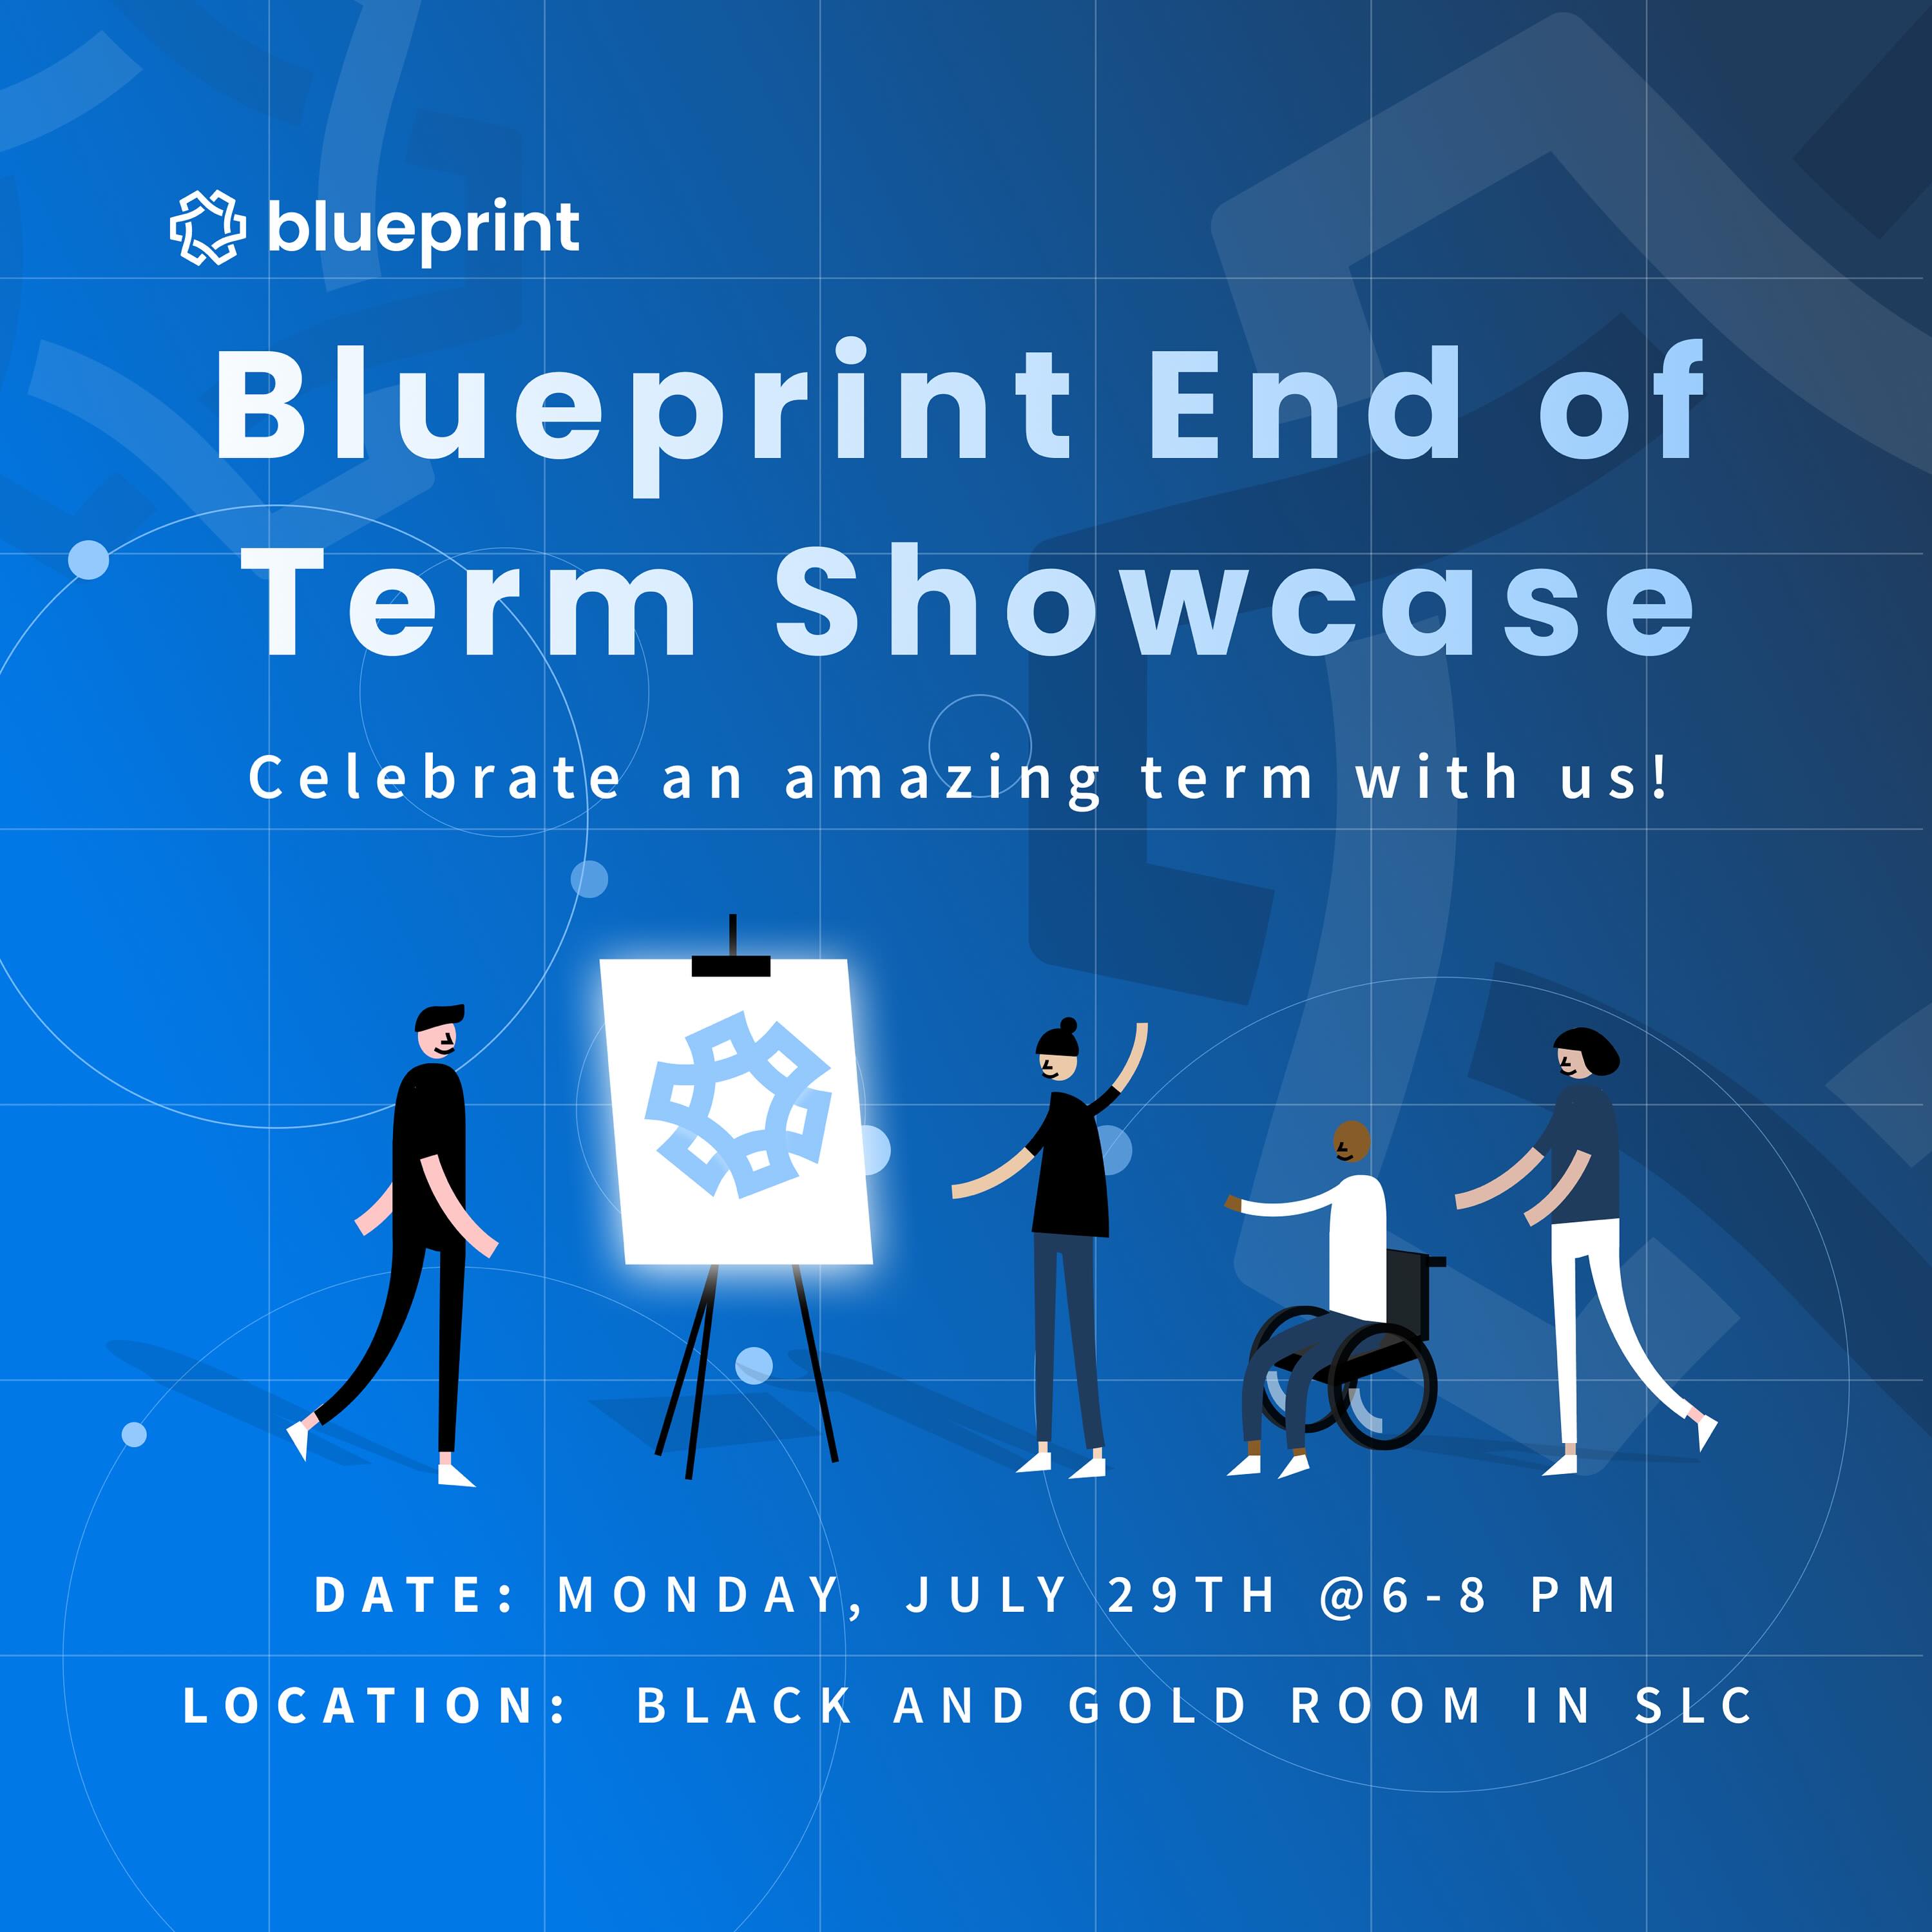 blueprint
Blueprint End of
Term Showcase
Celebrate an amazing term with us!
DATE: MONDAY, JULY 29TH @6-8 PM
LOCATION: BLACK AND GOLD ROOM IN SLC